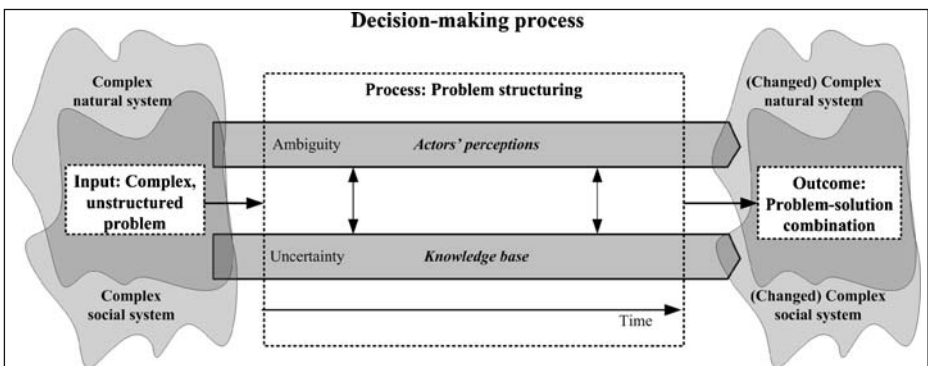 Decision-making process
Complex
natural system
Process: Problem structuring
(Changed) Complex
natural system
Ambiguity
Actors' perceptions
Input: Complex,
unstructured
problem
Outcome:
Problem-solution
combination
Uncertainty
Knowledge base
Complex
social system
Time
(Changed) Complex
social system